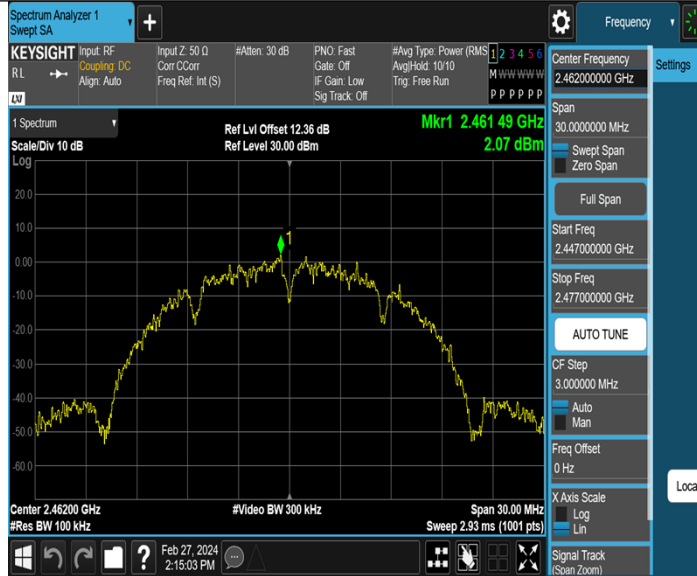 Spectrum Analyzer 1
Swept SA
Frequency
KEYSIGHT
RL
LXI
Input: RF
Coupling: DC
Align: Auto
Input Z: 50 Ω
Corr CCorr
Freq Ref: Int (S)
#Atten: 30 dB
PNO: Fast
Gate: Off
IF Gain: Low
Sig Track: Off
#Avg Type: Power (RMS
Avg|Hold: 10/10
Trig: Free Run
1 2 3 4 5 6
M W W W W W
P P P P P P
1 Spectrum
Scale/Div 10 dB
Ref Lvl Offset 12.36 dB
Ref Level 30.00 dBm
Mkr1 2.461 49 GHz
2.07 dBm
Log
20.0
10.0
0.00
-10.0
-20.0
-30.0
-40.0
-50.0
-60.0
1
Center 2.46200 GHz
#Res BW 100 kHz
#Video BW 300 kHz
Span 30.00 MHz
Sweep 2.93 ms (1001 pts)
Feb 27, 2024
2:15:03 PM
Center Frequency
2.462000000 GHz
Span
30.0000000 MHz
Swept Span
Zero Span
Full Span
Start Freq
2.447000000 GHz
Stop Freq
2.477000000 GHz
AUTO TUNE
CF Step
3.000000 MHz
Auto
Man
Freq Offset
0 Hz
X Axis Scale
Log
Lin
Signal Track
(Span Zoom)
Settings
Loca